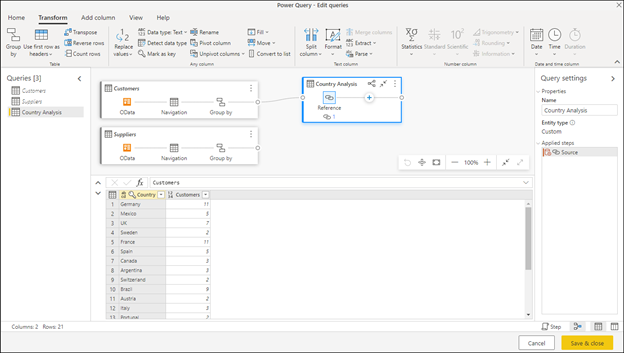 Power Query - Edit queries
Home Transform Add column View
Group by
Use first row as headers
Transpose
Reverse rows
Count rows
Table
Replace values
Data type: Text
Detect data type
Mark as key
Rename
Pivot column
Unpivot columns
Fill
Move
Convert to list
Any column
Split column
Format
Merge columns
Extract
Parse
Text column
Statistics
Standard
Scientific
Trigonometric
Rounding
Information
Number column
Date
Time
Duration
Date and time column
Queries [3]
Customers
Suppliers
Country Analysis
Customers
OData Navigation Group by
Suppliers
OData Navigation Group by
Country Analysis
Reference
1
100%
Customers
Country Customers
1 Germany 11
2 Mexico 5
3 UK 7
4 Sweden 2
5 France 11
6 Spain 5
7 Canada 3
8 Argentina 3
9 Switzerland 2
10 Brazil 9
11 Austria 2
12 Italy 3
13 Portugal 2
Query settings
Properties
Name
Country Analysis
Entity type
Custom
Applied steps
Source
Columns: 2 Rows: 21
Step
Cancel
Save & close